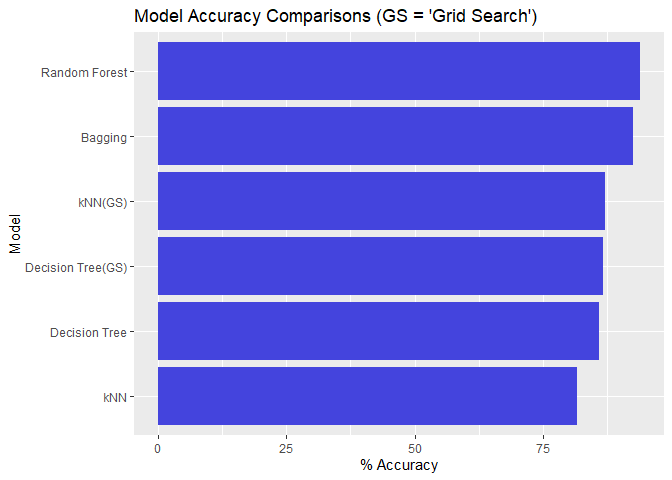 Model Accuracy Comparisons (GS = 'Grid Search')
Random Forest
Bagging
kNN(GS)
Decision Tree(GS)
Decision Tree
kNN
Model
0 25 50 75
% Accuracy